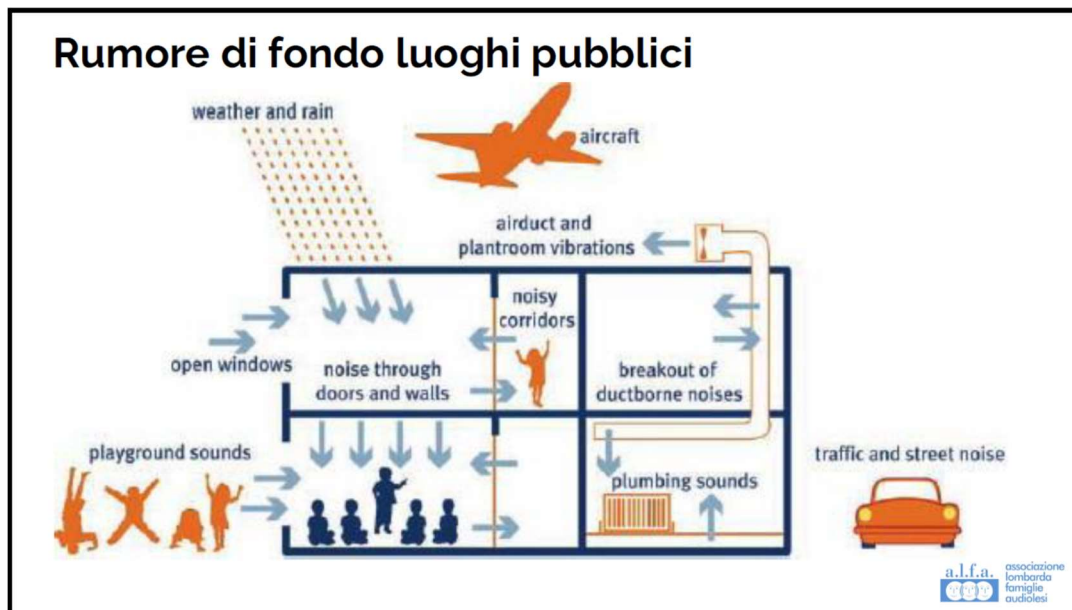 Rumore di fondo luoghi pubblici
weather and rain
aircraft
airduct and
plantroom vibrations
noisy
corridors
open windows
noise through
doors and walls
breakout of
ductborne noises
playground sounds
plumbing sounds
traffic and street noise
a.l.f.a.
associazione
lombarda
famiglie
audiolesi